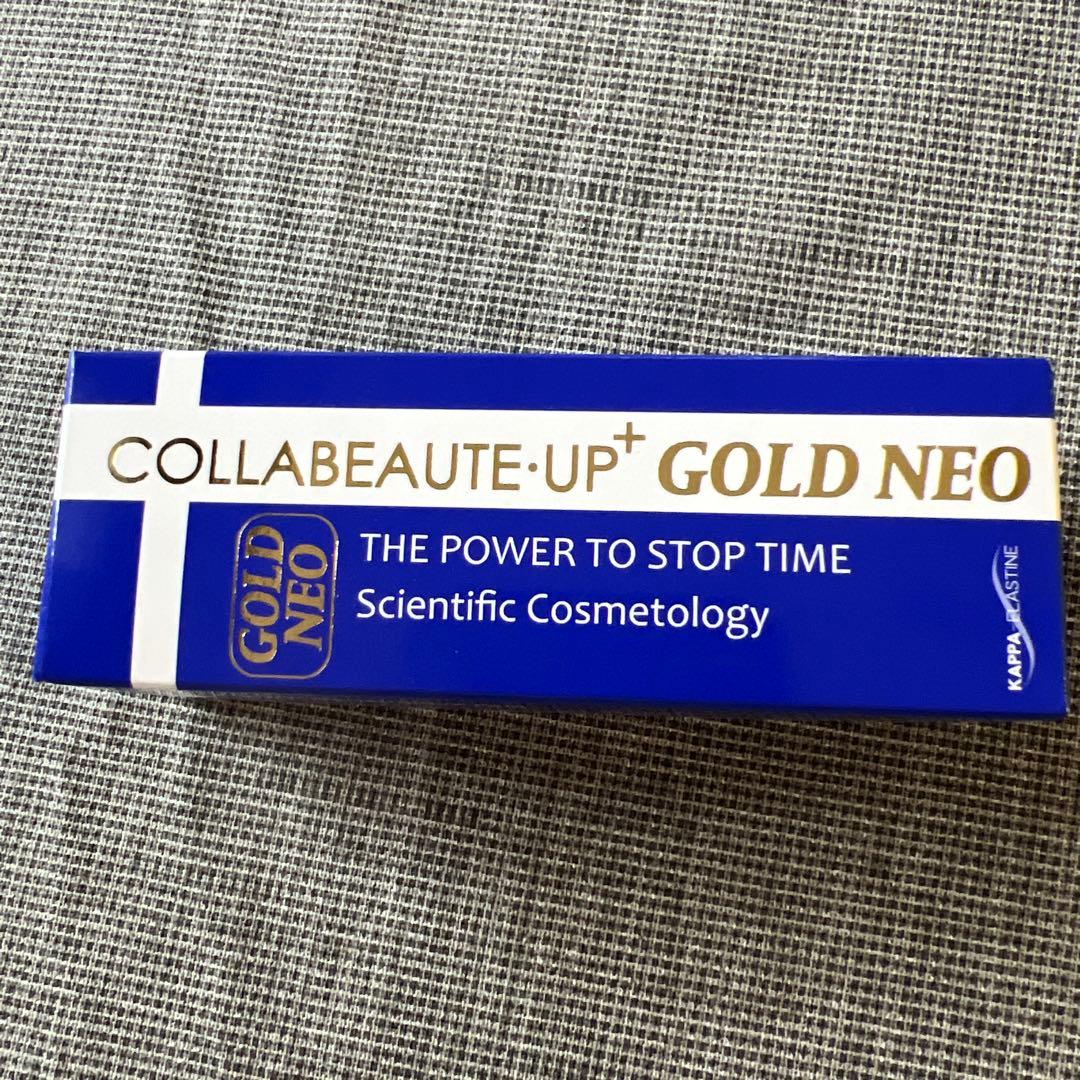 COLLABEAUTE·UP+ GOLD NEO
GOLD
NEO
THE POWER TO STOP TIME
Scientific Cosmetology
KAPPA ELASTINE